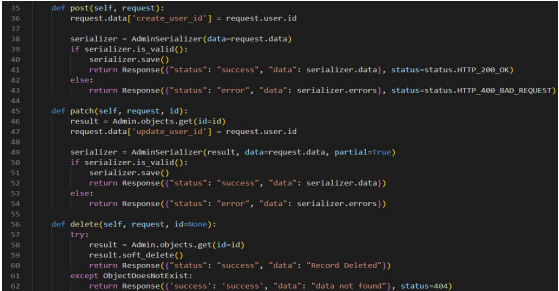 35 def post(self, request):
36 request.data['create_user_id'] = request.user.id
37
38 serializer = AdminSerializer(data=request.data)
39 if serializer.is_valid():
40 serializer.save()
41 return Response({"status": "success", "data": serializer.data}, status=status.HTTP_200_OK)
42 else:
43 return Response({"status": "error", "data": serializer.errors}, status=status.HTTP_400_BAD_REQUEST)
44
45 def patch(self, request, id):
46 result = Admin.objects.get(id=id)
47 request.data['update_user_id'] = request.user.id
48
49 serializer = AdminSerializer(result, data=request.data, partial=True)
50 if serializer.is_valid():
51 serializer.save()
52 return Response({"status": "success", "data": serializer.data})
53 else:
54 return Response({"status": "error", "data": serializer.errors})
55
56 def delete(self, request, id=None):
57 try:
58 result = Admin.objects.get(id=id)
59 result.soft_delete()
60 return Response({"status": "success", "data": "Record Deleted"})
61 except ObjectDoesNotExist:
62 return Response({'success': 'success', "data": "data not found"}, status=404)